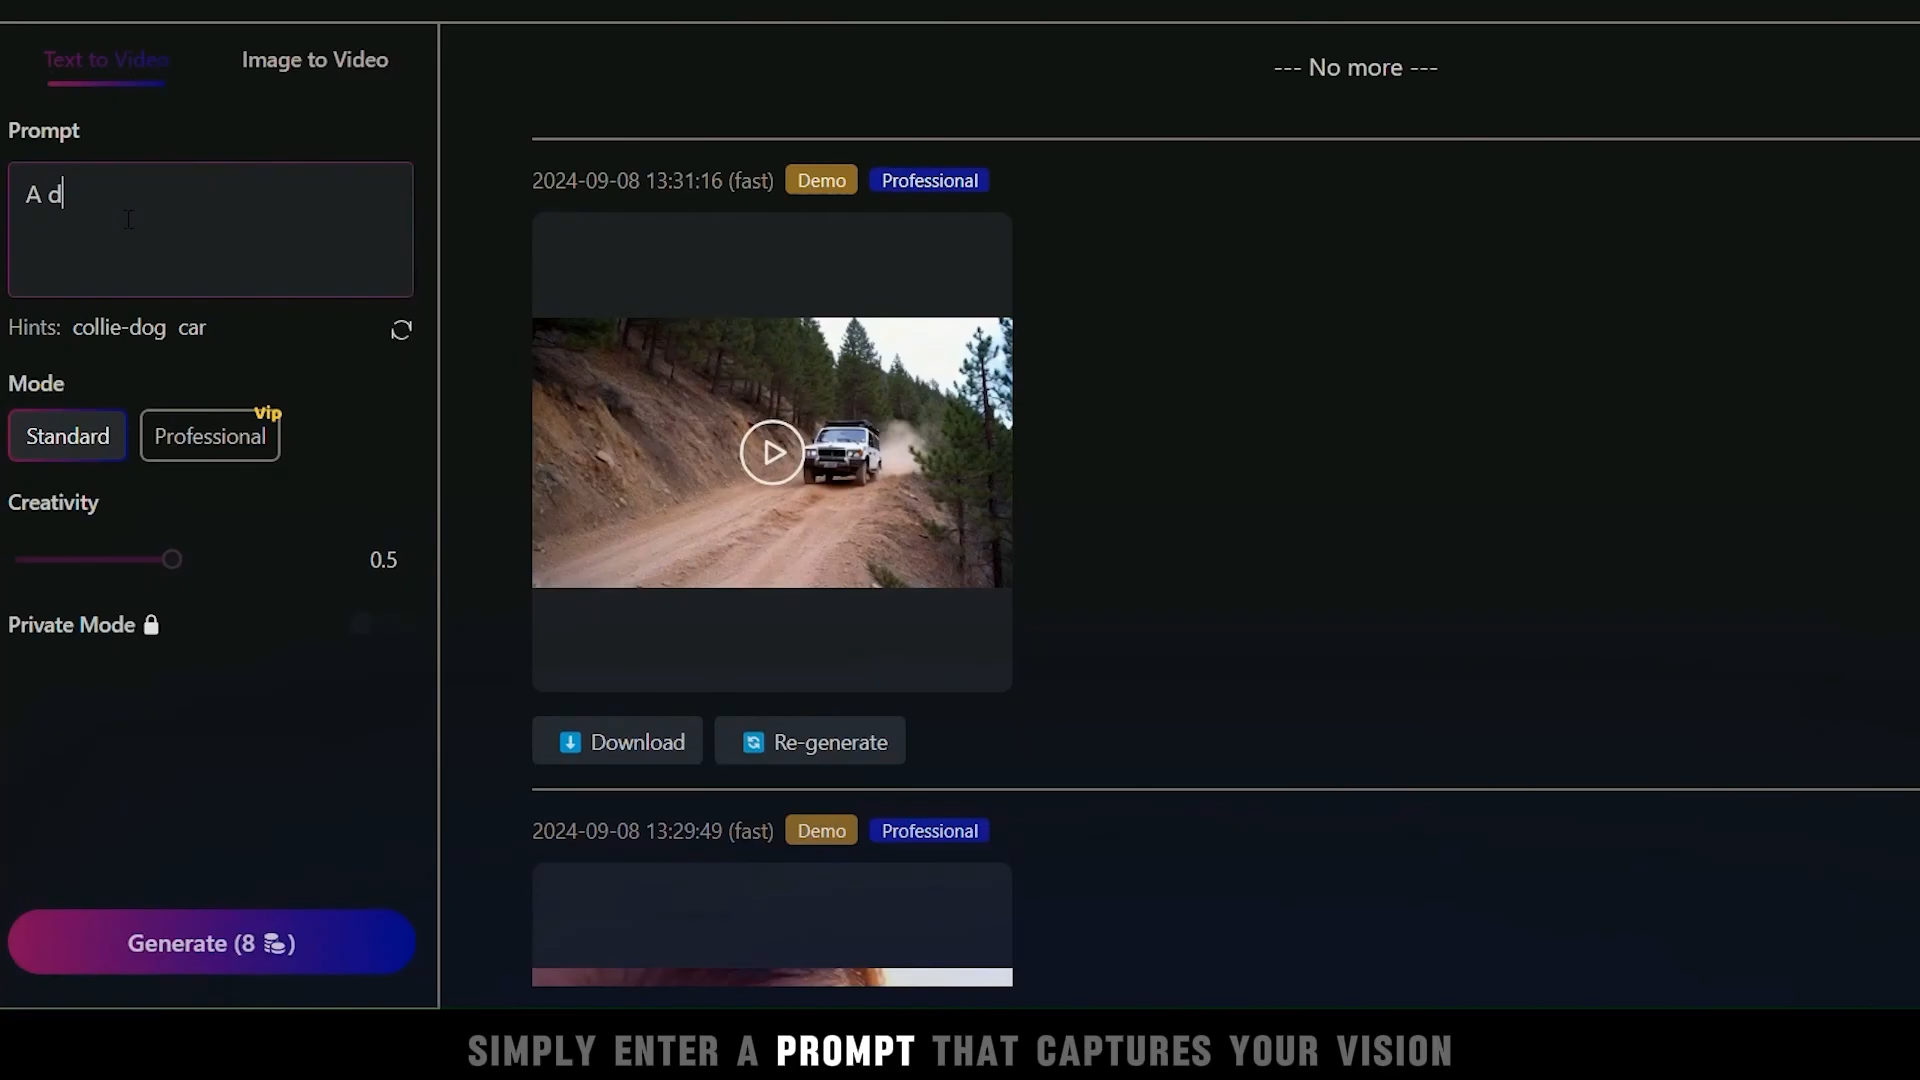 Text to Video
Image to Video
Prompt
A d
Hints: collie-dog car
Mode
Standard
Professional
Vip
Creativity
0.5
Private Mode
Generate (8 )
--- No more ---
2024-09-08 13:31:16 (fast) Demo Professional
Download
Re-generate
2024-09-08 13:29:49 (fast) Demo Professional
SIMPLY ENTER A PROMPT THAT CAPTURES YOUR VISION